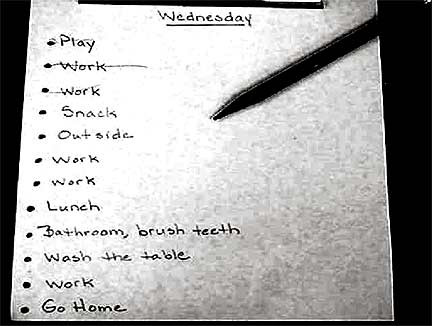 Wednesday
• Play
• Work
• Work
• Snack
• Outside
• Work
• Work
• Lunch
• Bathroom, brush teeth
• Wash the table
• Work
• Go Home